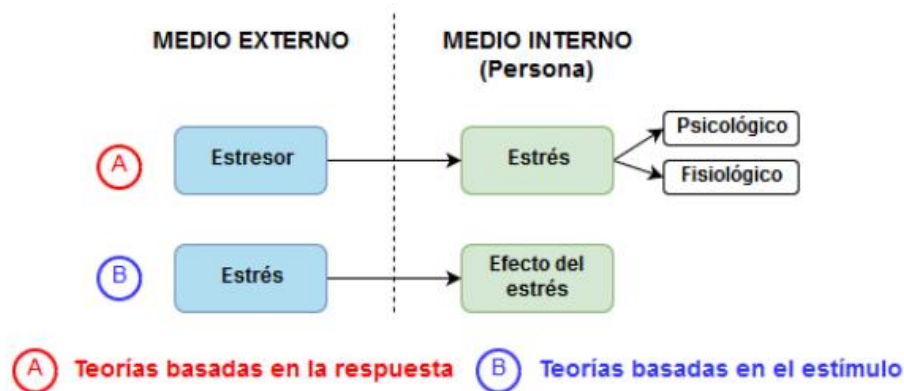 MEDIO EXTERNO
MEDIO INTERNO
(Persona)
A
Estresor
Estrés
Psicológico
Fisiológico
B
Estrés
Efecto del
estrés
A Teorías basadas en la respuesta
B Teorías basadas en el estímulo